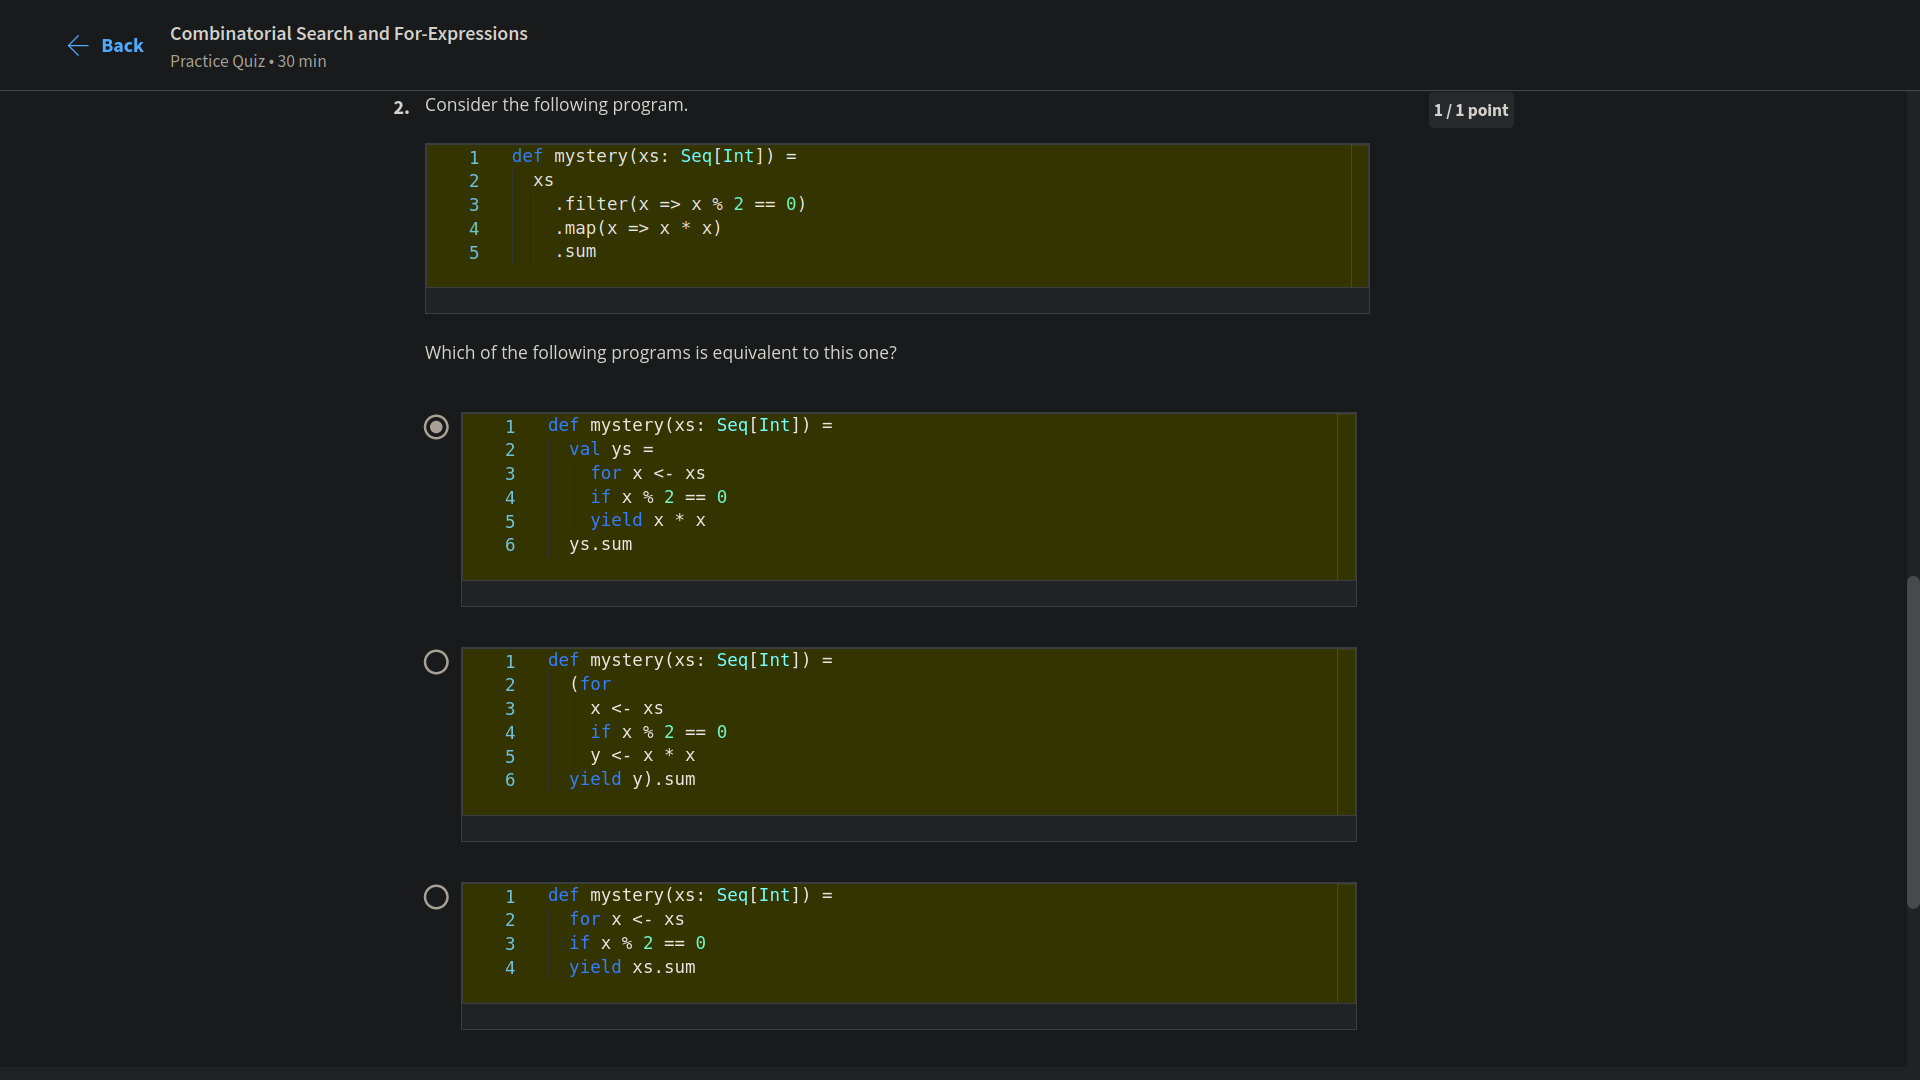 Back
Combinatorial Search and For-Expressions
Practice Quiz • 30 min
2. Consider the following program.
1 / 1 point
1 def mystery(xs: Seq[Int]) =
2   xs
3     .filter(x => x % 2 == 0)
4     .map(x => x * x)
5     .sum
Which of the following programs is equivalent to this one?
1 def mystery(xs: Seq[Int]) =
2   val ys =
3     for x <- xs
4     if x % 2 == 0
5     yield x * x
6   ys.sum
1 def mystery(xs: Seq[Int]) =
2   (for
3     x <- xs
4     if x % 2 == 0
5     y <- x * x
6   yield y).sum
1 def mystery(xs: Seq[Int]) =
2   for x <- xs
3   if x % 2 == 0
4   yield xs.sum